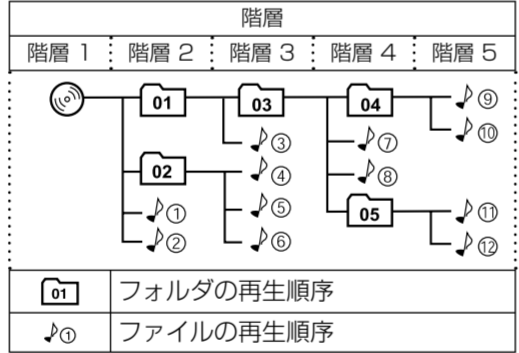 階層
階層 1 階層 2 階層 3 階層 4 階層 5
01 03 04 ⑨
⑩
③ ⑦
02 ④ ⑧
① ⑤ 05 ⑪
② ⑥ ⑫
01 フォルダの再生順序
① ファイルの再生順序